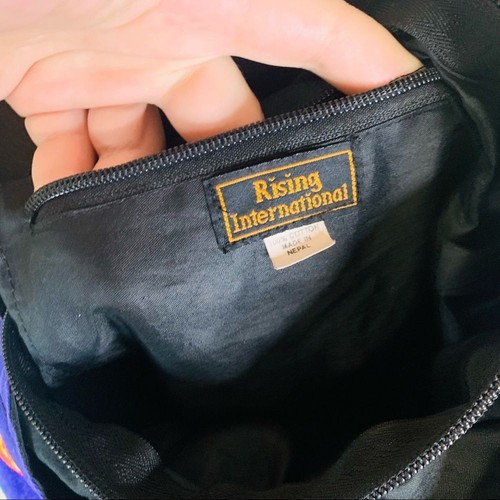 Rising
International
% COTTON
MADE IN
NEPAL